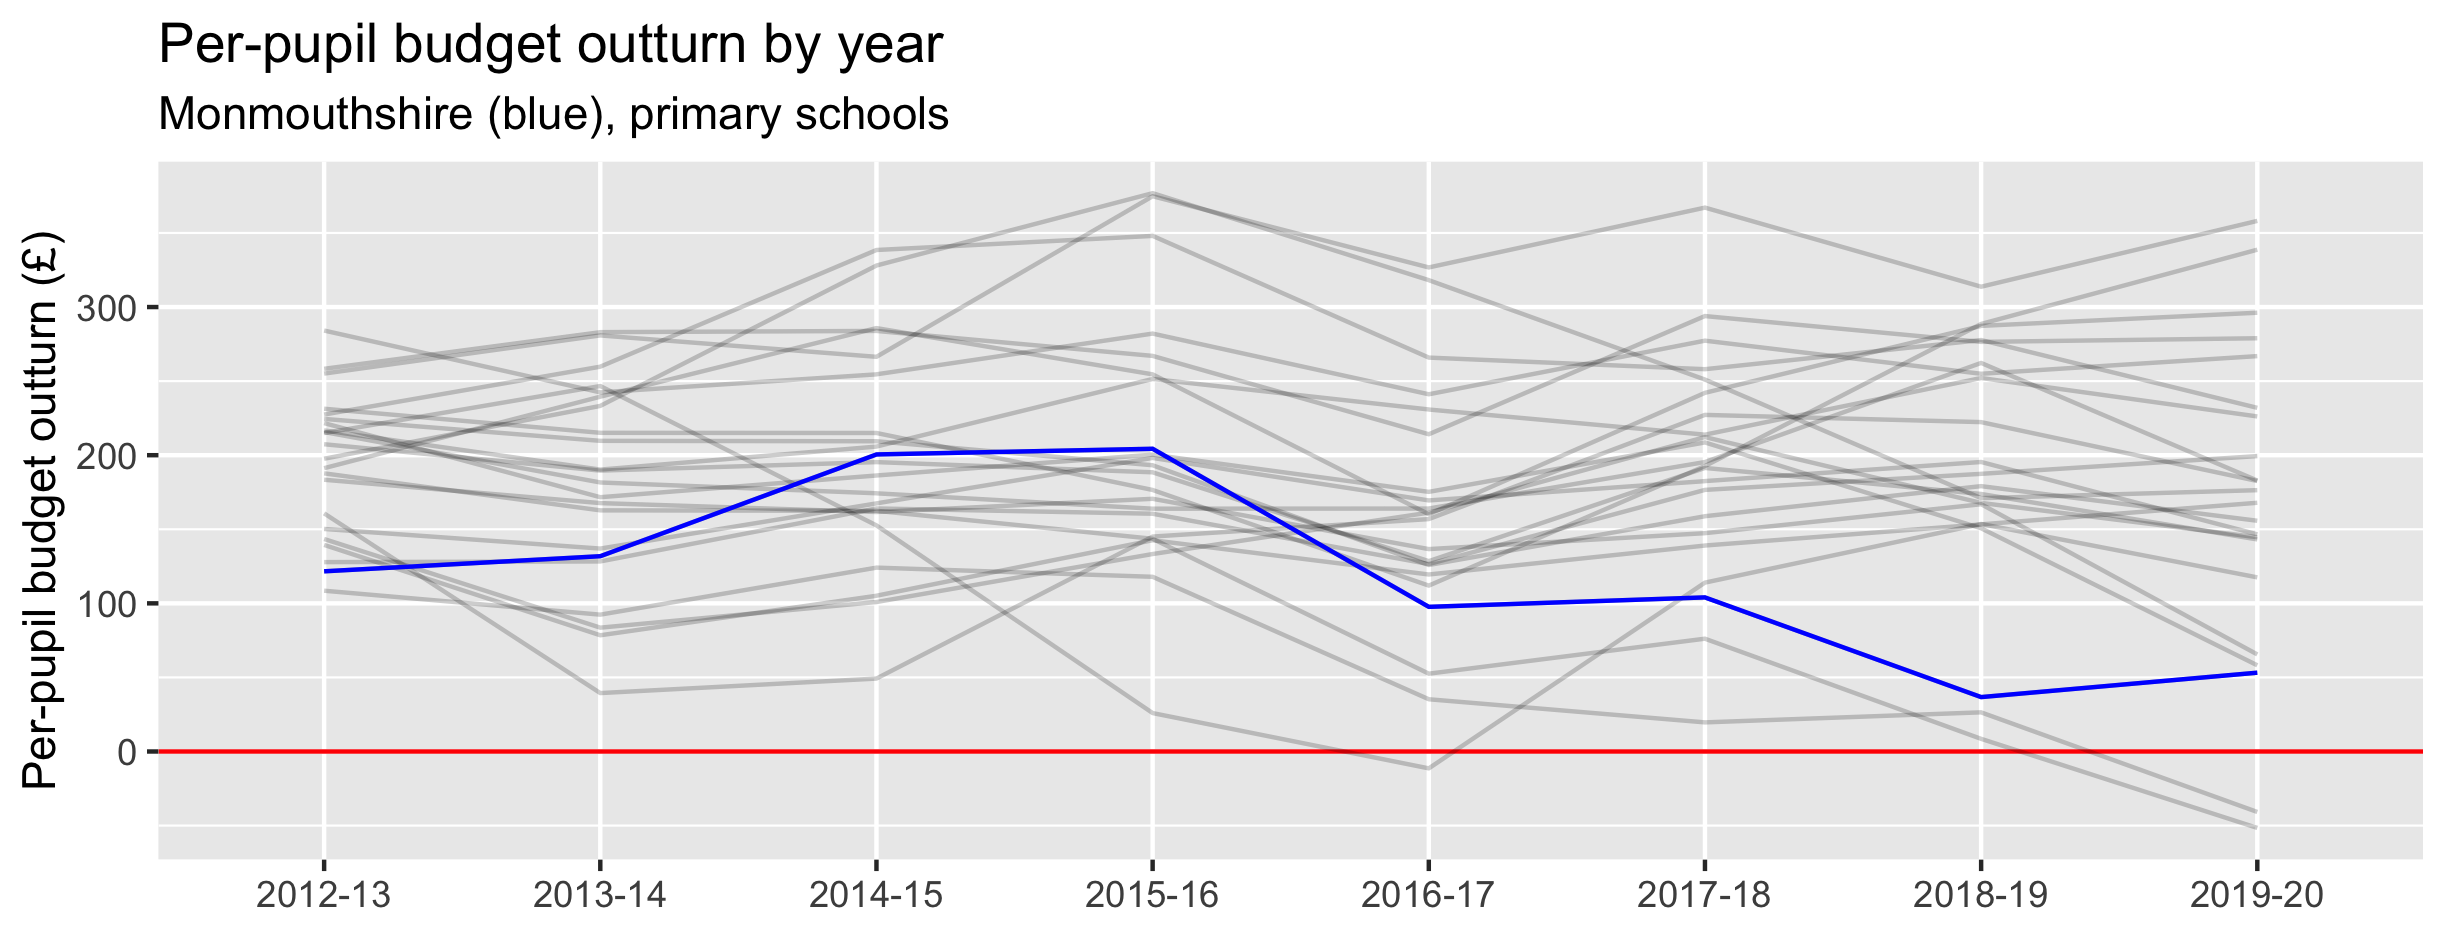 Per-pupil budget outturn by year
Monmouthshire (blue), primary schools
Per-pupil budget outturn (£)
300
200
100
0
2012-13 2013-14 2014-15 2015-16 2016-17 2017-18 2018-19 2019-20